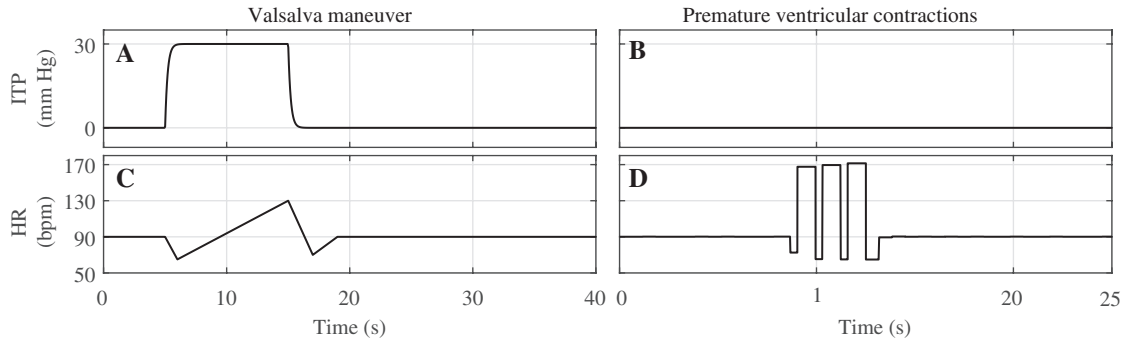 Valsalva maneuver
Premature ventricular contractions
ITP
(mm Hg)
30
0
A
B
HR
(bpm)
170
130
90
50
C
D
0 10 20 30 40
0 1 20 25
Time (s)
Time (s)